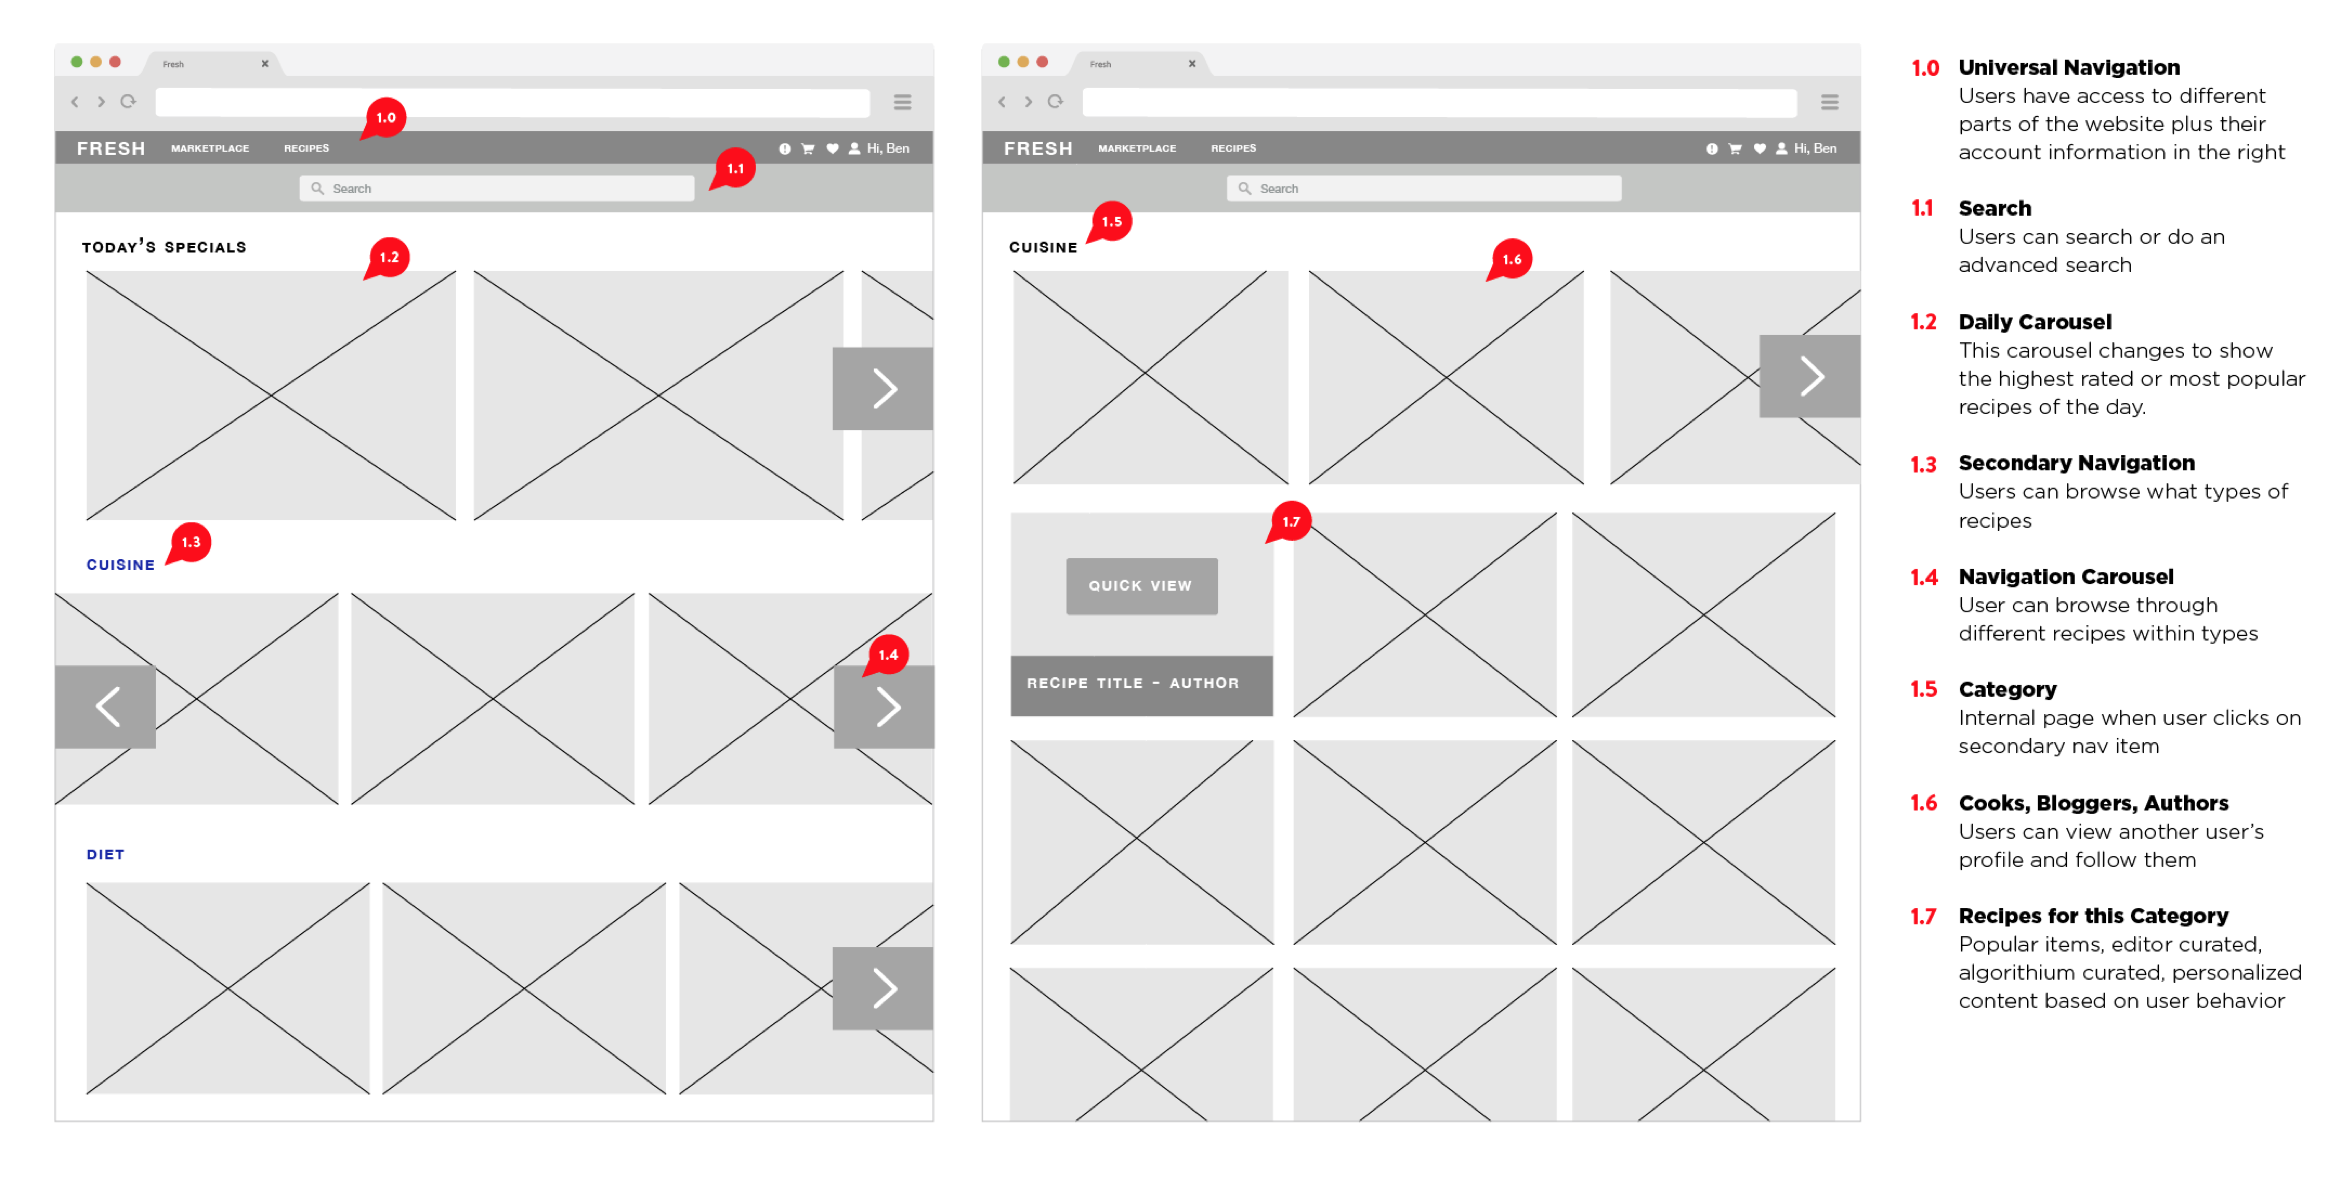 Fresh ×
1.0
FRESH MARKETPLACE RECIPES Hi, Ben
1.1
Search
TODAY'S SPECIALS
1.2
1.3
CUISINE
1.4
DIET
Fresh ×
FRESH MARKETPLACE RECIPES Hi, Ben
Search
1.5
CUISINE
1.6
1.7
QUICK VIEW
RECIPE TITLE - AUTHOR
1.0 Universal Navigation
Users have access to different
parts of the website plus their
account information in the right
1.1 Search
Users can search or do an
advanced search
1.2 Daily Carousel
This carousel changes to show
the highest rated or most popular
recipes of the day.
1.3 Secondary Navigation
Users can browse what types of
recipes
1.4 Navigation Carousel
User can browse through
different recipes within types
1.5 Category
Internal page when user clicks on
secondary nav item
1.6 Cooks, Bloggers, Authors
Users can view another user's
profile and follow them
1.7 Recipes for this Category
Popular items, editor curated,
algorithium curated, personalized
content based on user behavior